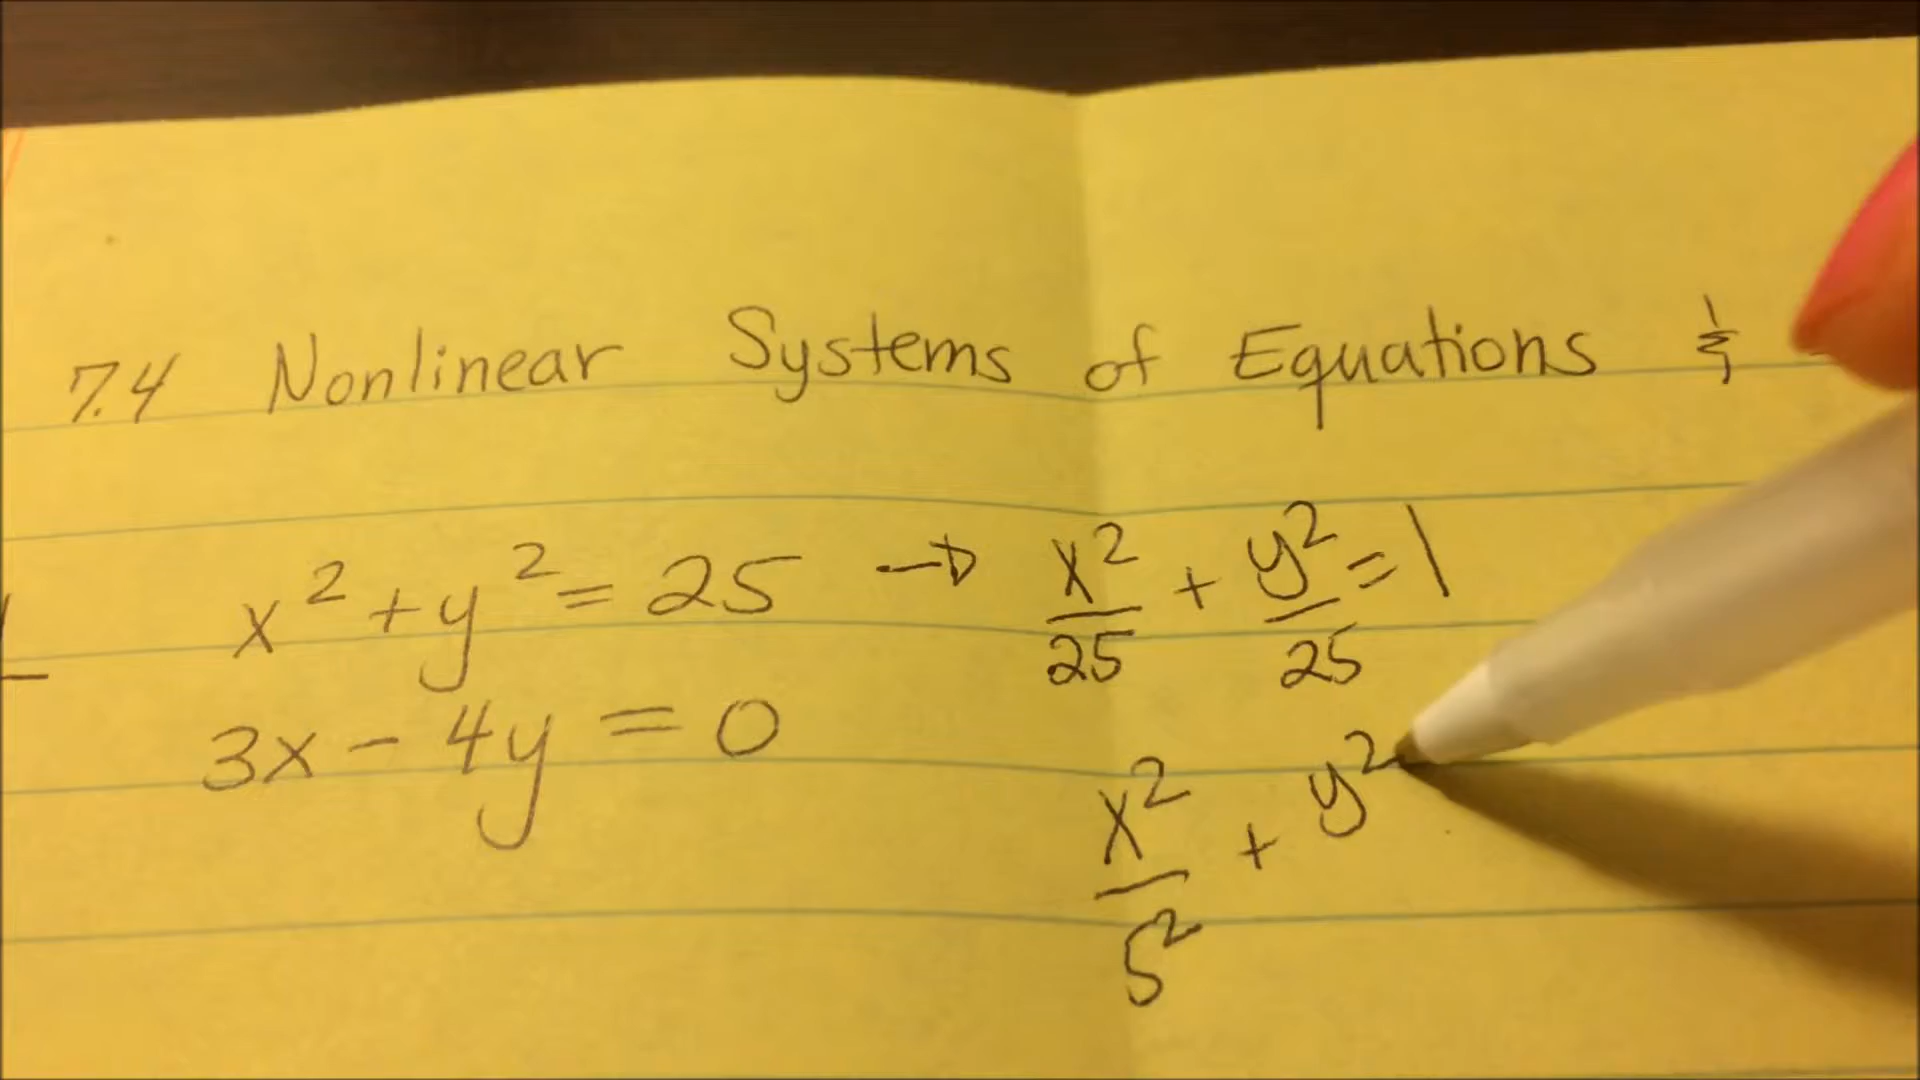 7.4 Nonlinear Systems of Equations &
x² + y² = 25 → x²/25 + y²/25 = 1
3x - 4y = 0
x²/5² + y²